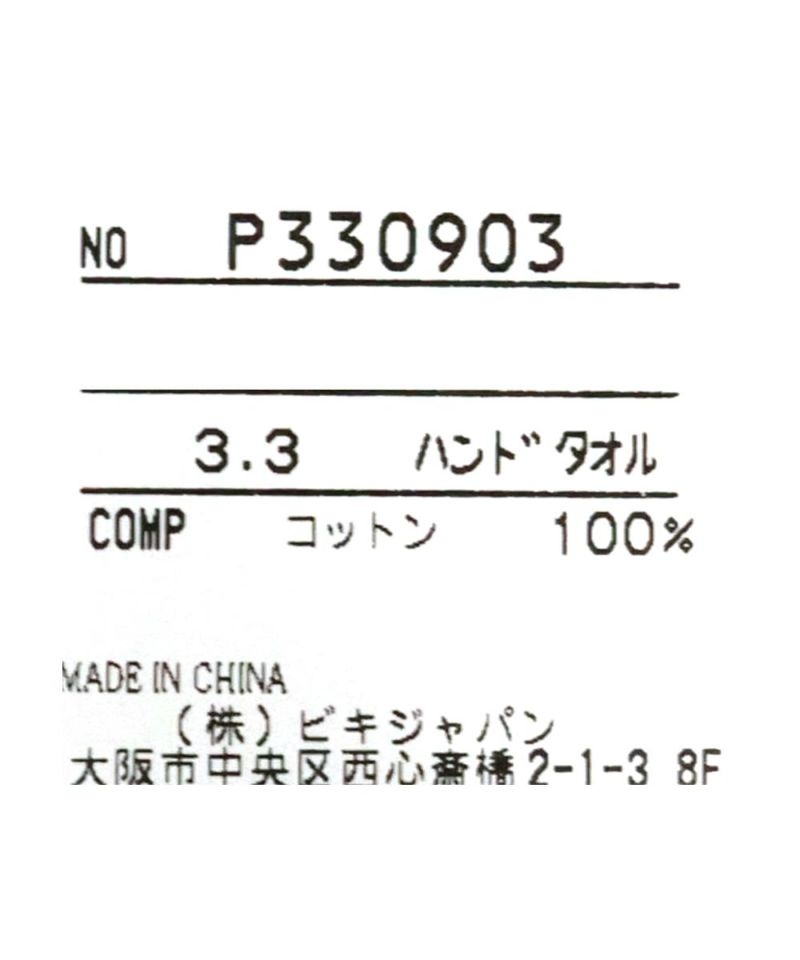 NO P330903
3.3 ハンドタオル
COMP コットン 100%
MADE IN CHINA
(株)ビキジャパン
大阪市中央区西心斎橋2-1-3 8F